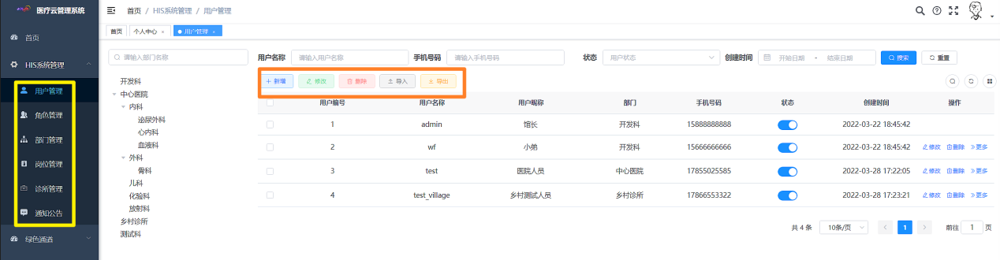 医疗云管理系统
首页 / HIS系统管理 / 用户管理
首页 个人中心 × 用户管理 ×
首页
HIS系统管理
用户管理
角色管理
部门管理
岗位管理
诊所管理
通知公告
绿色通道
请输入部门名称
开发科
中心医院
内科
泌尿外科
心内科
血液科
外科
骨科
儿科
化验科
放射科
乡村诊所
测试科
用户名称 请输入用户名称 手机号码 请输入手机号码 状态 用户状态 创建时间 开始日期 - 结束日期 搜索 重置
+ 新增 修改 删除 导入 导出
用户编号 用户名称 用户昵称 部门 手机号码 状态 创建时间 操作
1 admin 馆长 开发科 15888888888 2022-03-22 18:45:42
2 wf 小弟 开发科 15666666666 2022-03-22 18:45:42 修改 删除 更多
3 test 医院人员 中心医院 17855025585 2022-03-28 17:22:05 修改 删除 更多
4 test_village 乡村测试人员 乡村诊所 17866553322 2022-03-28 17:23:21 修改 删除 更多
共 4 条 10条/页 < 1 > 前往 1 页